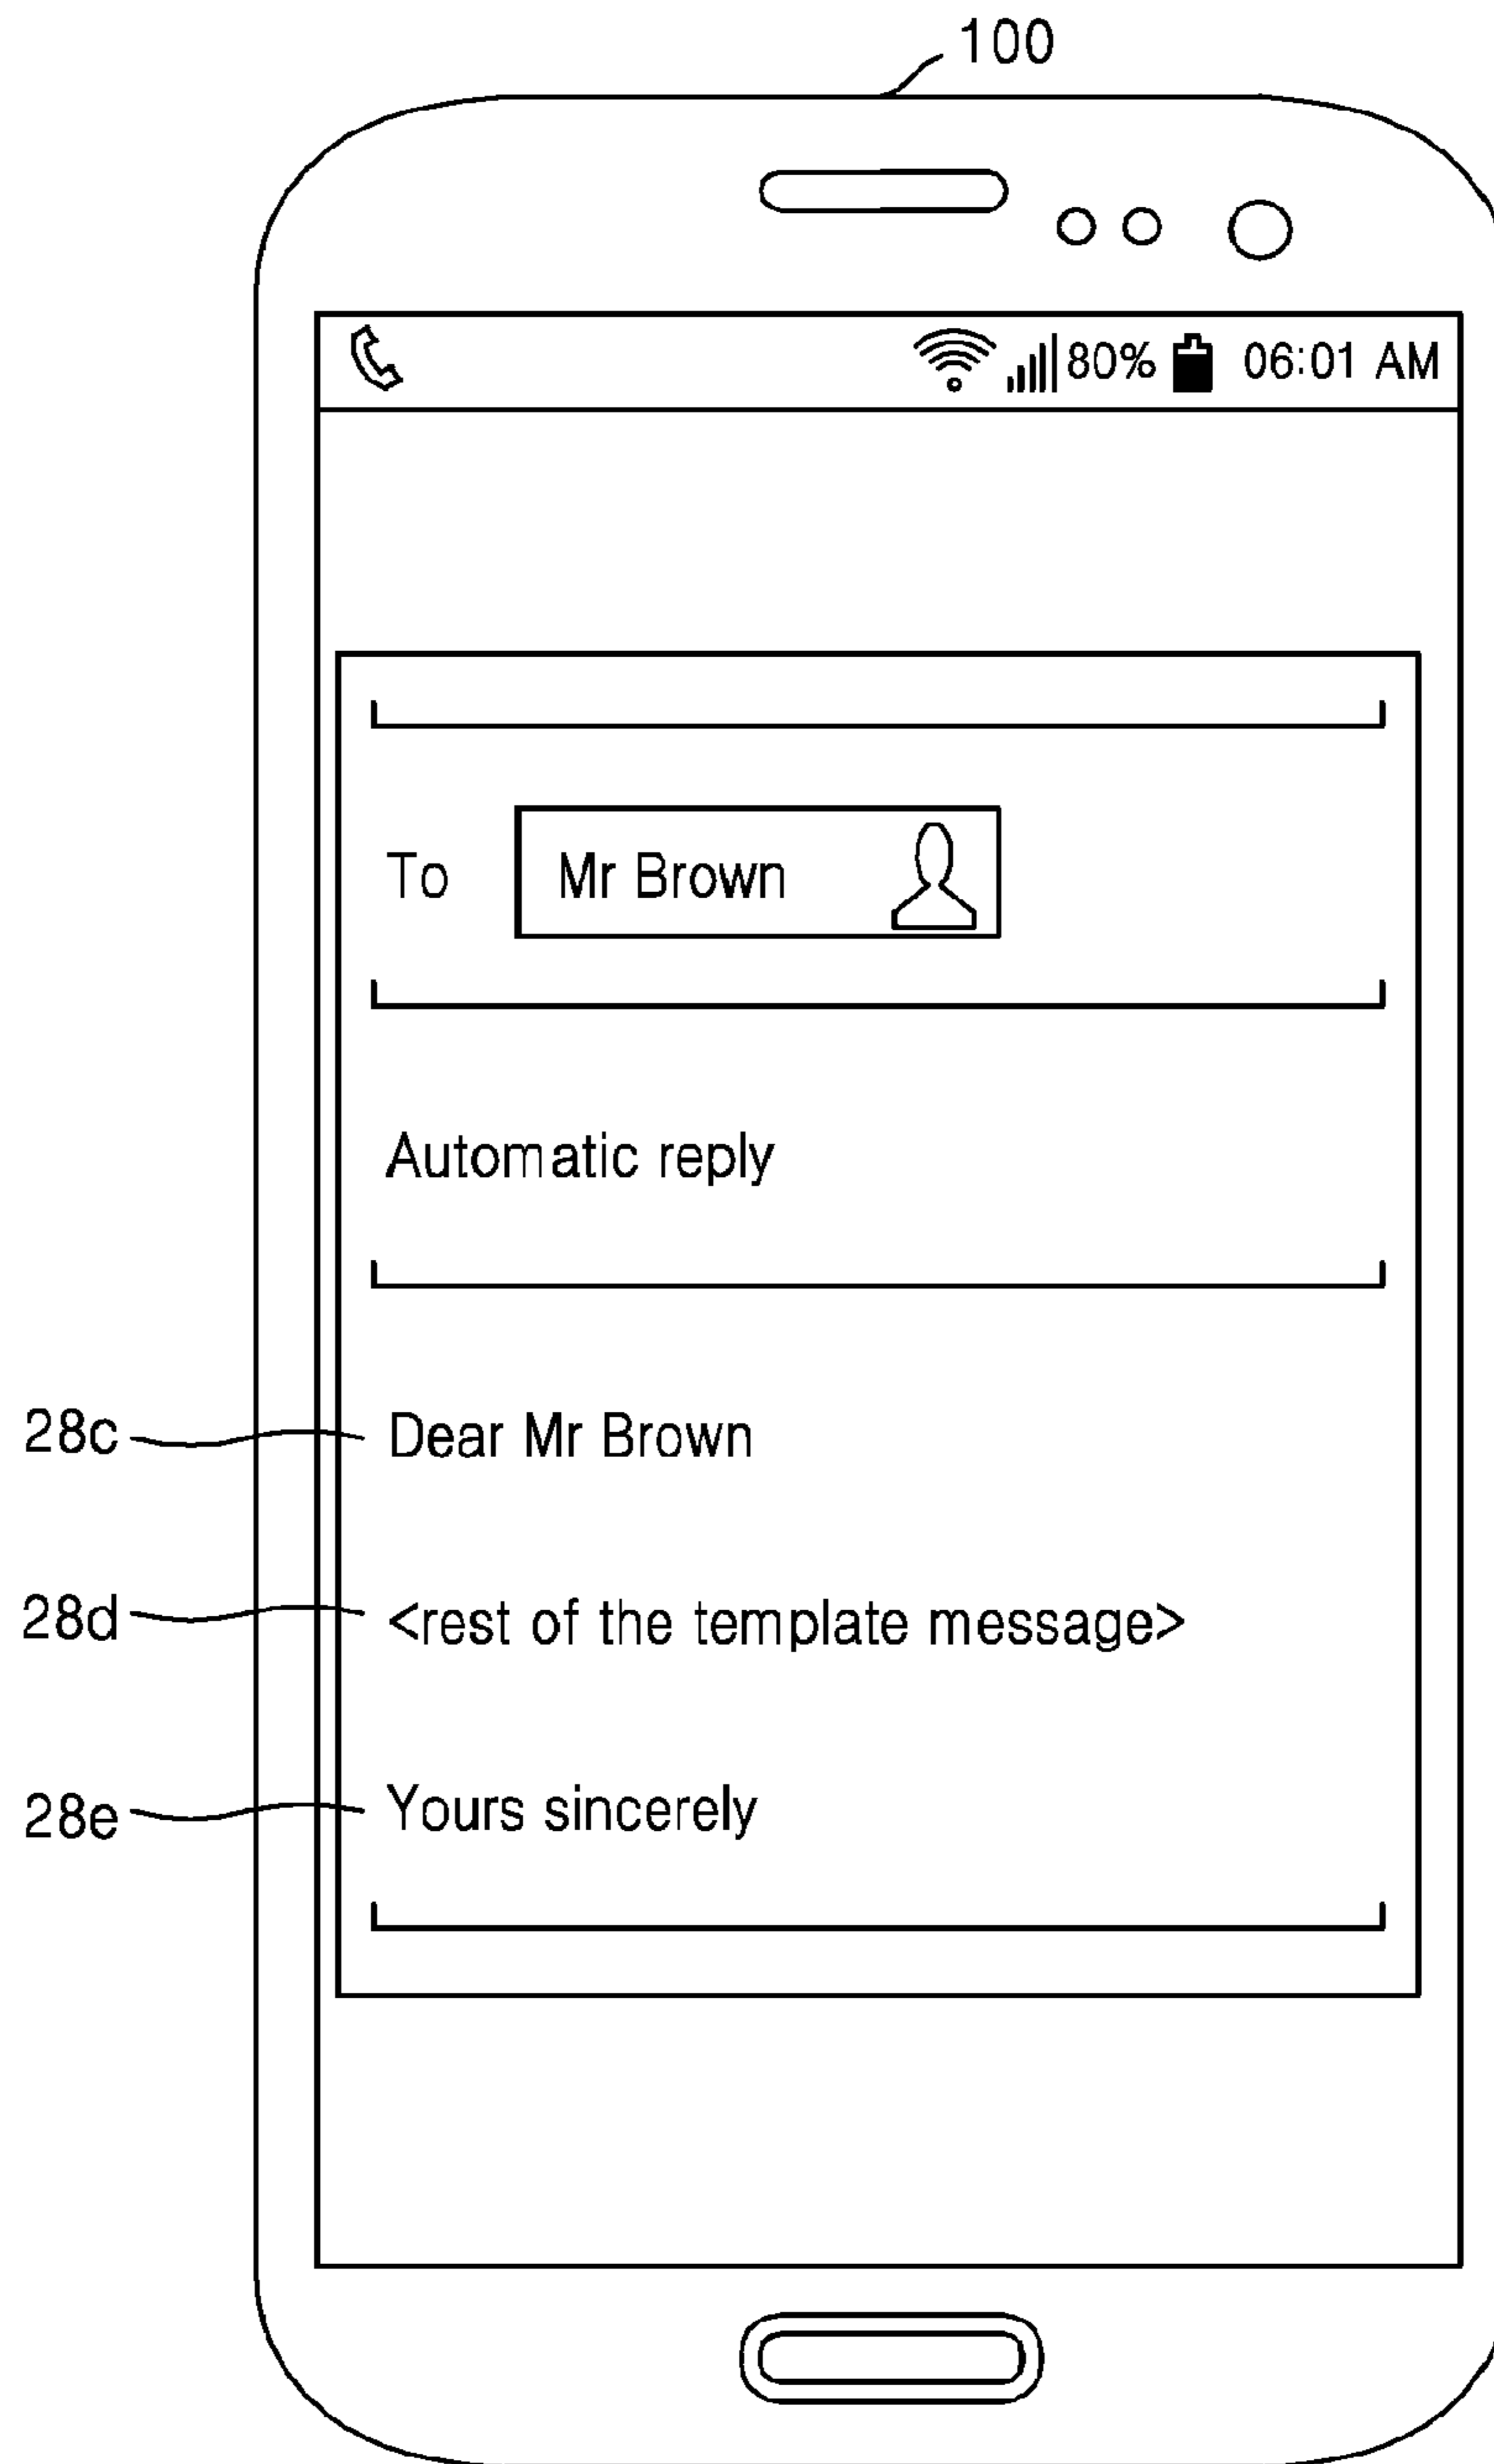 100
80% 06:01 AM
To Mr Brown
Automatic reply
28c Dear Mr Brown
28d <rest of the template message>
28e Yours sincerely